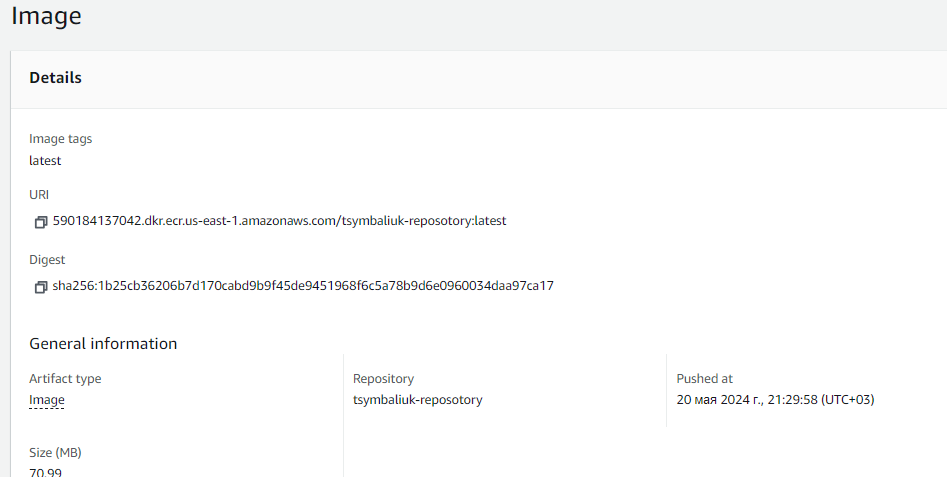 Image
Details
Image tags
latest
URI
590184137042.dkr.ecr.us-east-1.amazonaws.com/tsymbaliuk-reposotory:latest
Digest
sha256:1b25cb36206b7d170cabd9b9f45de9451968f6c5a78b9d6e0960034daa97ca17
General information
Artifact type
Image
Repository
tsymbaliuk-reposotory
Pushed at
20 мая 2024 г., 21:29:58 (UTC+03)
Size (MB)
70.99